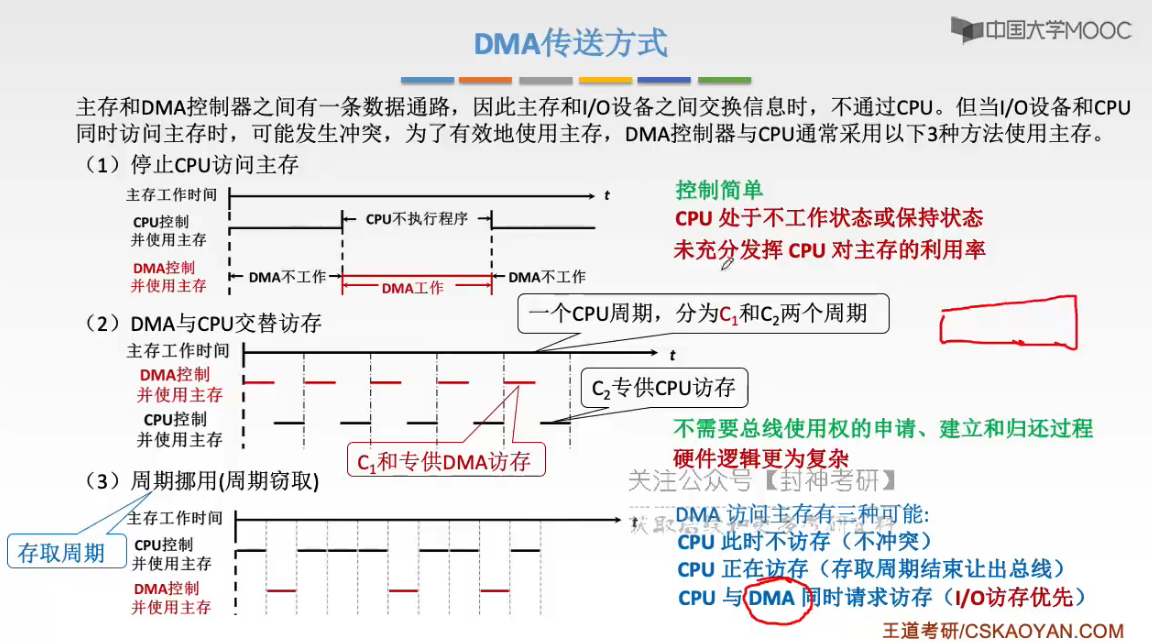 中国大学MOOC
DMA传送方式
主存和DMA控制器之间有一条数据通路，因此主存和I/O设备之间交换信息时，不通过CPU。但当I/O设备和CPU
同时访问主存时，可能发生冲突，为了有效地使用主存，DMA控制器与CPU通常采用以下3种方法使用主存。
（1）停止CPU访问主存
主存工作时间
t
控制简单
CPU控制
并使用主存
CPU不执行程序
CPU 处于不工作状态或保持状态
未充分发挥 CPU 对主存的利用率
DMA控制
并使用主存
DMA不工作
DMA工作
DMA不工作
（2）DMA与CPU交替访存
一个CPU周期，分为C1和C2两个周期
主存工作时间
t
DMA控制
并使用主存
C2专供CPU访存
CPU控制
并使用主存
不需要总线使用权的申请、建立和归还过程
硬件逻辑更为复杂
C1和专供DMA访存
（3）周期挪用(周期窃取)
关注公众号【封神考研】
主存工作时间
t
DMA 访问主存有三种可能:
存取周期
CPU控制
并使用主存
CPU 此时不访存（不冲突）
CPU 正在访存（存取周期结束让出总线）
DMA控制
并使用主存
CPU 与 DMA 同时请求访存（I/O访存优先）
王道考研/CSKAOYAN.COM